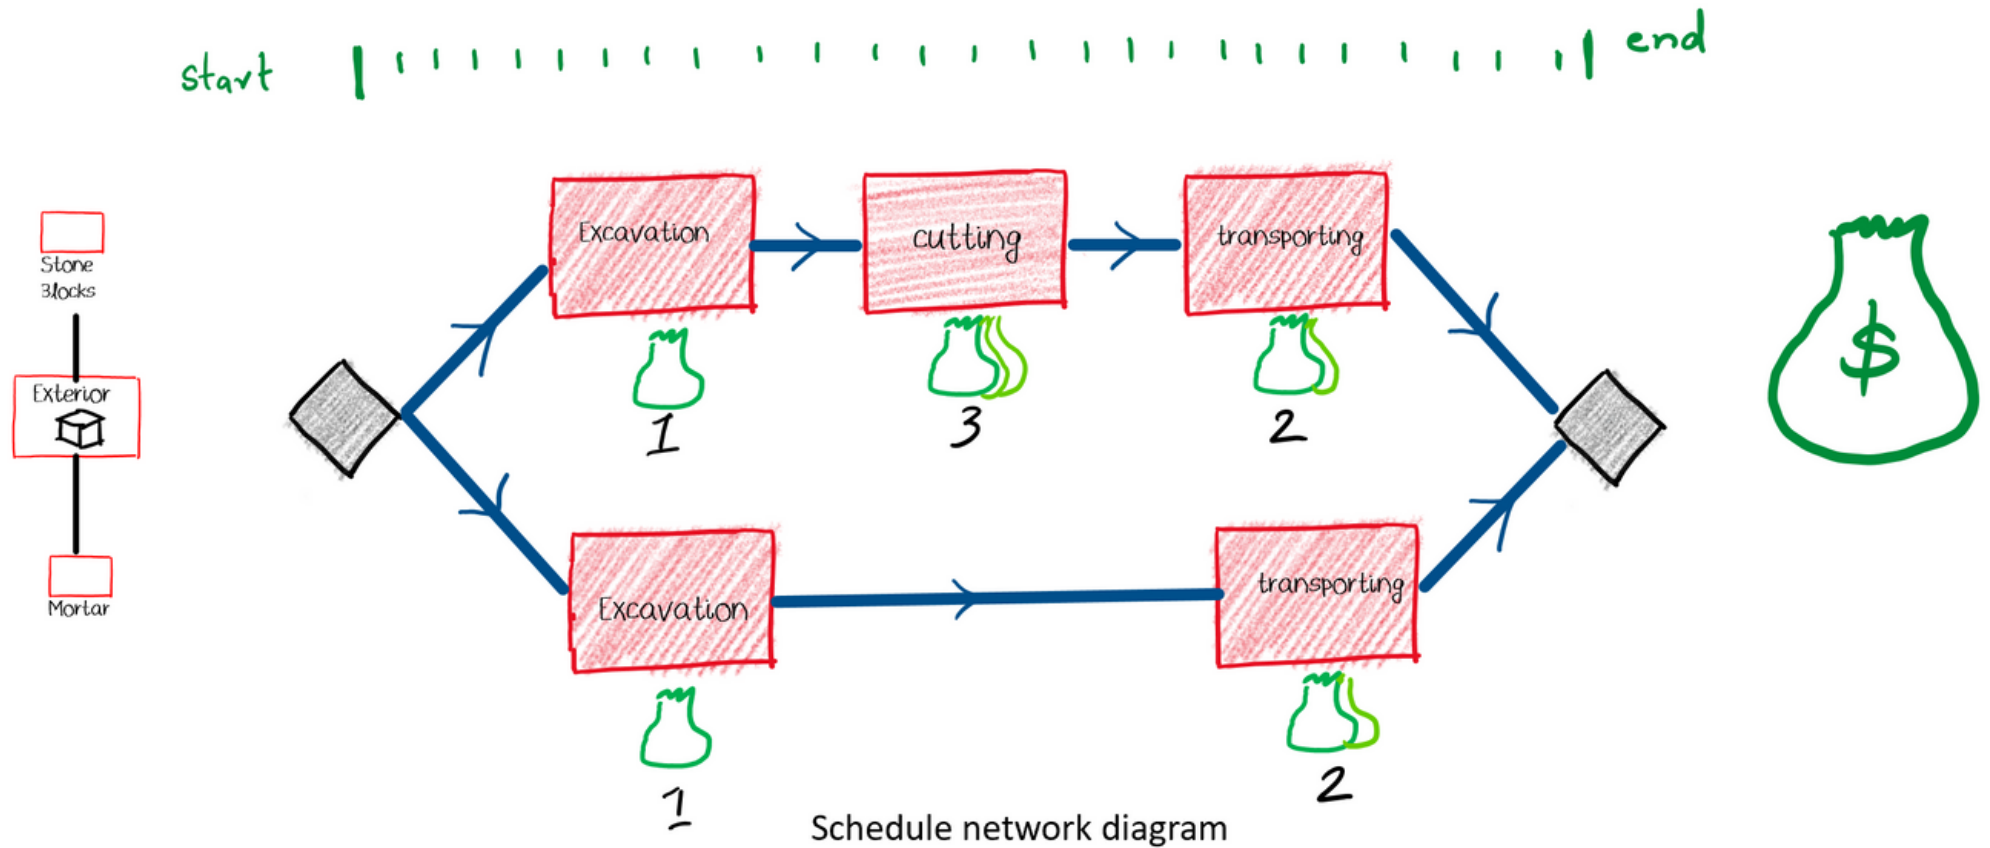 start
end
Stone
Blocks
Exterior
Mortar
Excavation
cutting
transporting
1
3
2
Excavation
transporting
1
2
$
Schedule network diagram